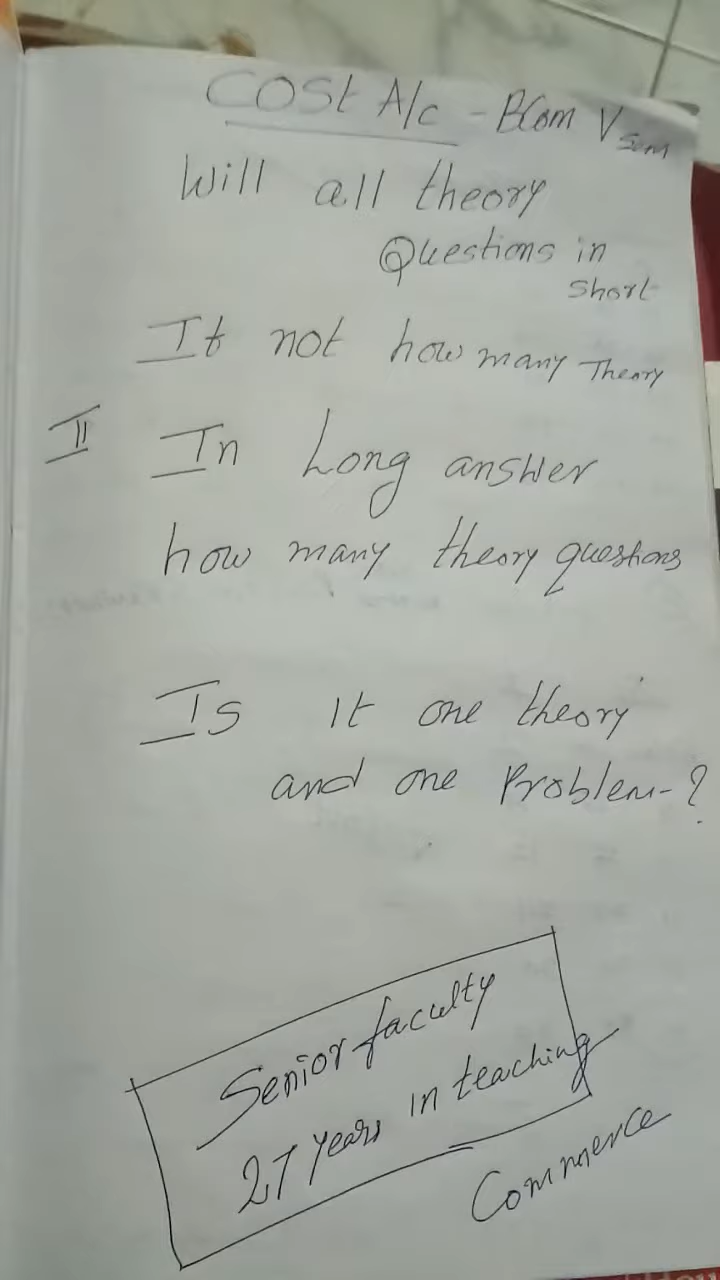 COSt A/c - BCom V sem
Will all theory
Questions in
short
If not how many Theory
II In Long answer
how many theory questions
Is it one theory
and one Problem-?
Senior faculty
27 years in teaching
Commerce